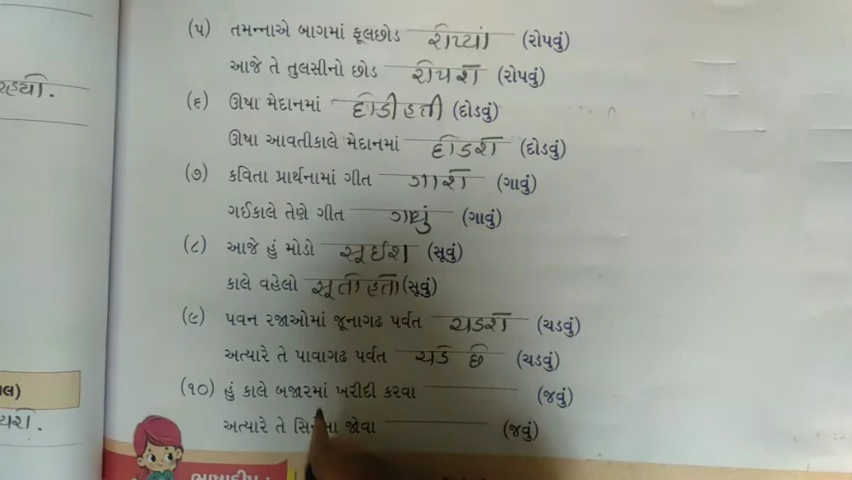 રહ્યો.
(૫) તમન્નાએ બાગમાં ફૂલછોડ રોપ્યાં (રોપવું)
આજે તે તુલસીનો છોડ રોપશે (રોપવું)
(૬) ઊષા મેદાનમાં દોડી હતી (દોડવું)
ઊષા આવતીકાલે મેદાનમાં દોડશે (દોડવું)
(૭) કવિતા પ્રાર્થનામાં ગીત ગાશે (ગાવું)
ગઈકાલે તેણે ગીત ગાયું (ગાવું)
(૮) આજે હું મોડો સૂઈશ (સૂવું)
કાલે વહેલો સૂતો હતો (સૂવું)
(૯) પવન રજાઓમાં જૂનાગઢ પર્વત ચડશે (ચડવું)
અત્યારે તે પાવાગઢ પર્વત ચડે છે (ચડવું)
(૧૦) હું કાલે બજારમાં ખરીદી કરવા (જવું)
અત્યારે તે સિનેમા જોવા (જવું)